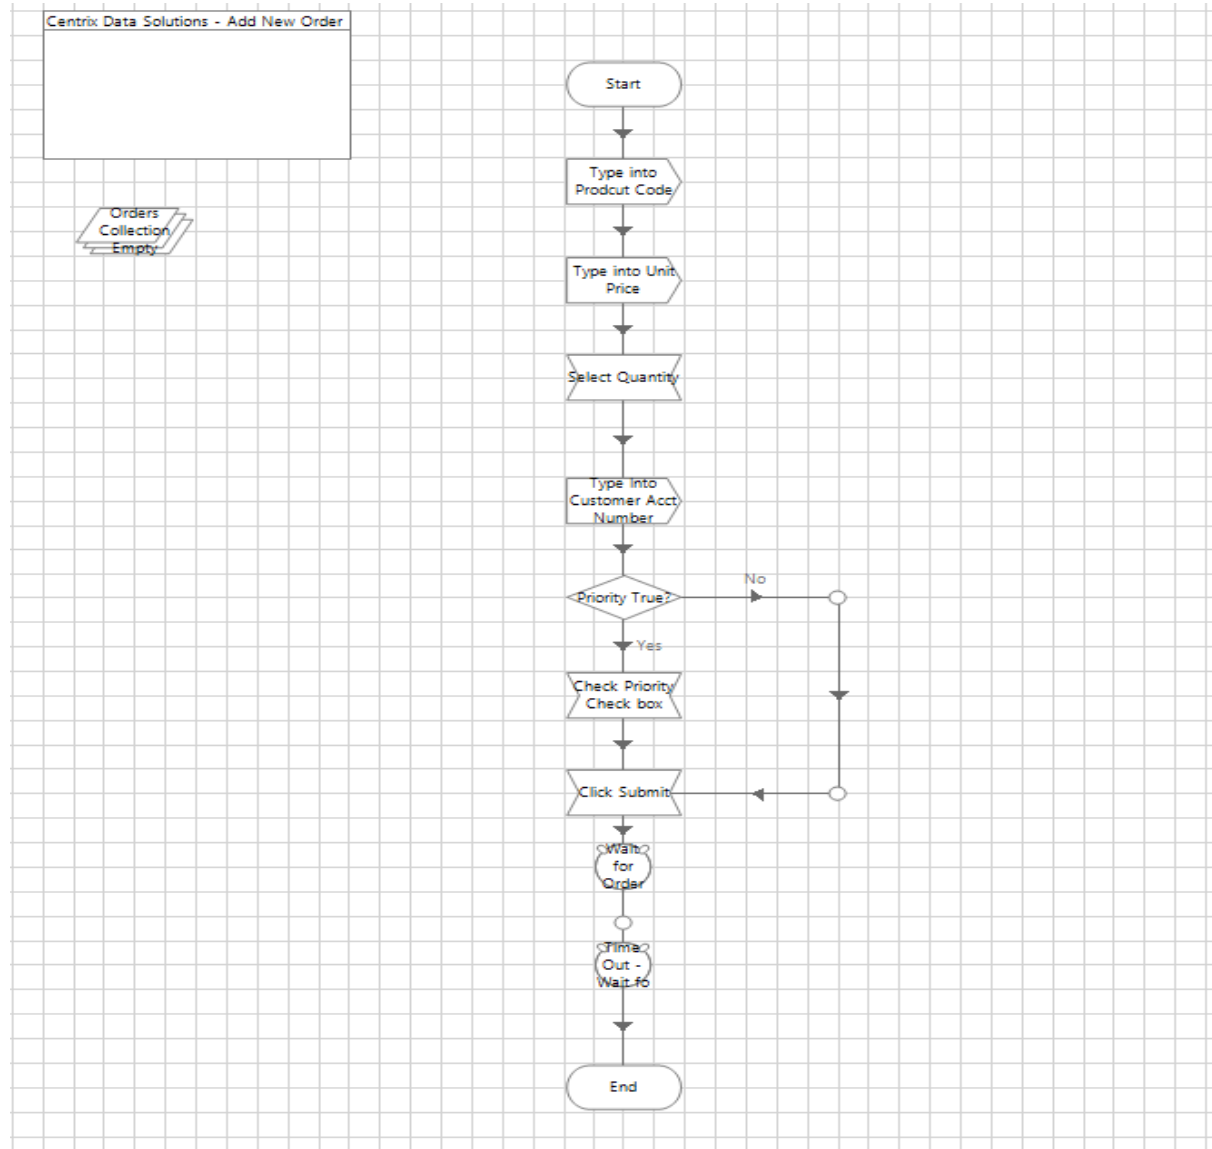 Centrix Data Solutions - Add New Order
Start
Type into
Prodcut Code
Orders
Collection
Empty
Type into Unit
Price
Select Quantity
Type Into
Customer Acct
Number
No
Priority True?
Yes
Check Priority
Check box
Click Submit
Wait
for
Order
Time
Out -
Wait fo
End